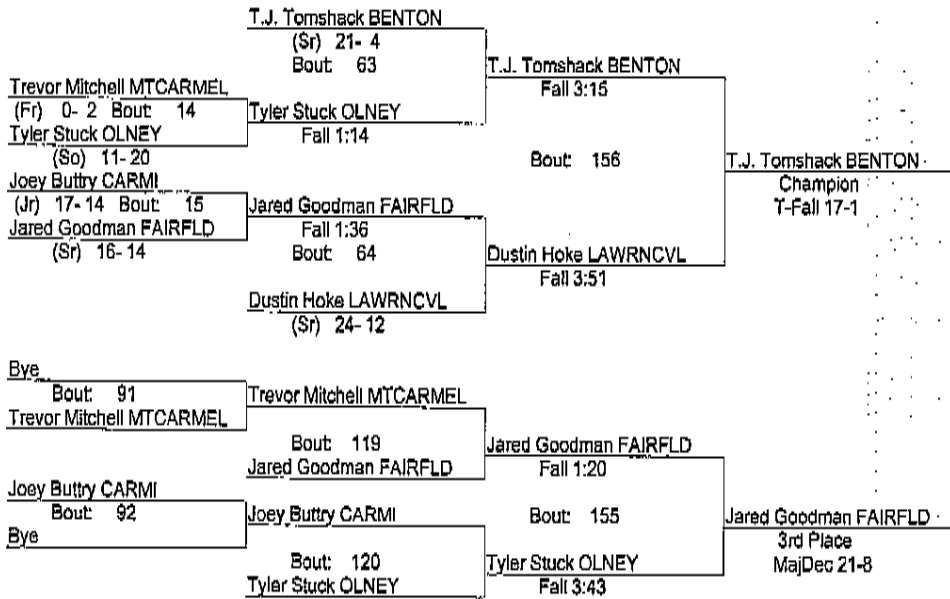 T.J. Tomshack BENTON
(Sr) 21- 4
Bout: 63
T.J. Tomshack BENTON
Fall 3:15
Trevor Mitchell MTCARMEL
(Fr) 0- 2 Bout: 14
Tyler Stuck OLNEY
Fall 1:14
Tyler Stuck OLNEY
(So) 11- 20
Bout: 156
T.J. Tomshack BENTON
Champion
T-Fall 17-1
Joey Buttry CARMI
(Jr) 17- 14 Bout: 15
Jared Goodman FAIRFLD
Fall 1:36
Jared Goodman FAIRFLD
(Sr) 16- 14
Bout: 64
Dustin Hoke LAWRNCVL
Fall 3:51
Dustin Hoke LAWRNCVL
(Sr) 24- 12
Bye
Bout: 91
Trevor Mitchell MTCARMEL
Trevor Mitchell MTCARMEL
Bout: 119
Jared Goodman FAIRFLD
Fall 1:20
Jared Goodman FAIRFLD
Joey Buttry CARMI
Bout: 92
Joey Buttry CARMI
Bye
Bout: 155
Jared Goodman FAIRFLD
3rd Place
MajDec 21-8
Bout: 120
Tyler Stuck OLNEY
Fall 3:43
Tyler Stuck OLNEY